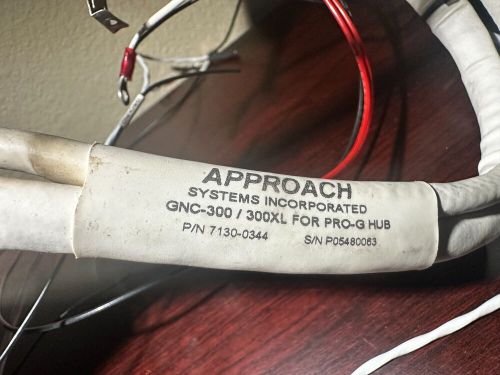 APPROACH
SYSTEMS INCORPORATED
GNC-300 / 300XL FOR PRO-G HUB
P/N 7130-0344 S/N P05480063